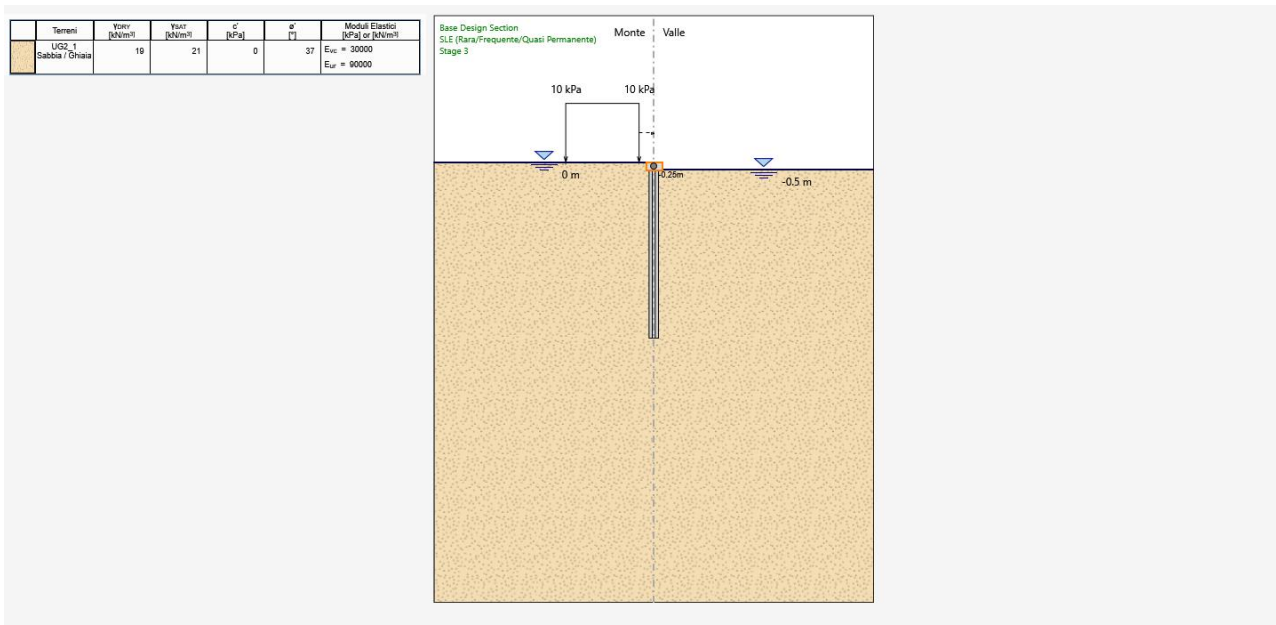 Terreni γDRY [kN/m³] γSAT [kN/m³] c' [kPa] ø' [°] Moduli Elastici [kPa] or [kN/m³]
UG2_1 Sabbia / Ghiaia 19 21 0 37 Evc = 30000
Eur = 90000
Base Design Section
SLE (Rara/Frequente/Quasi Permanente)
Stage 3
Monte Valle
10 kPa 10 kPa
0 m
-0.25m
-0.5 m